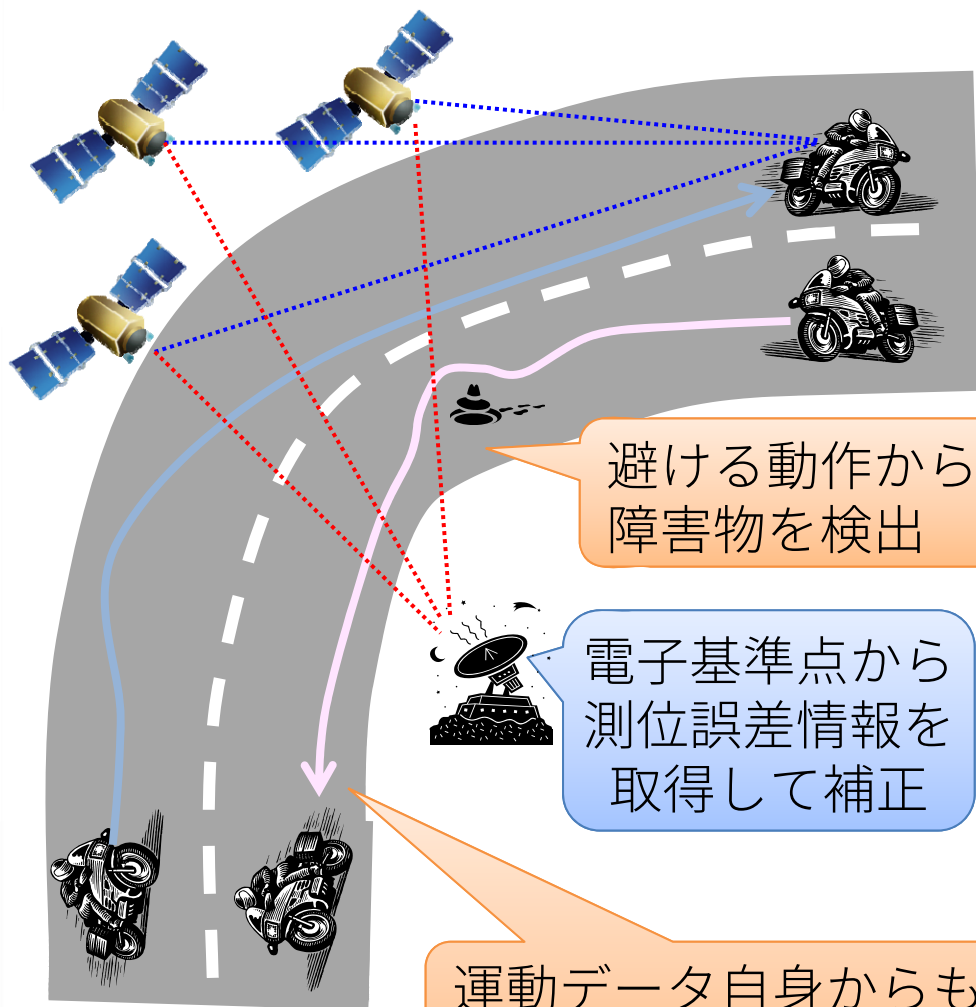 避ける動作から
障害物を検出
電子基準点から
測位誤差情報を
取得して補正
運動データ自身からも